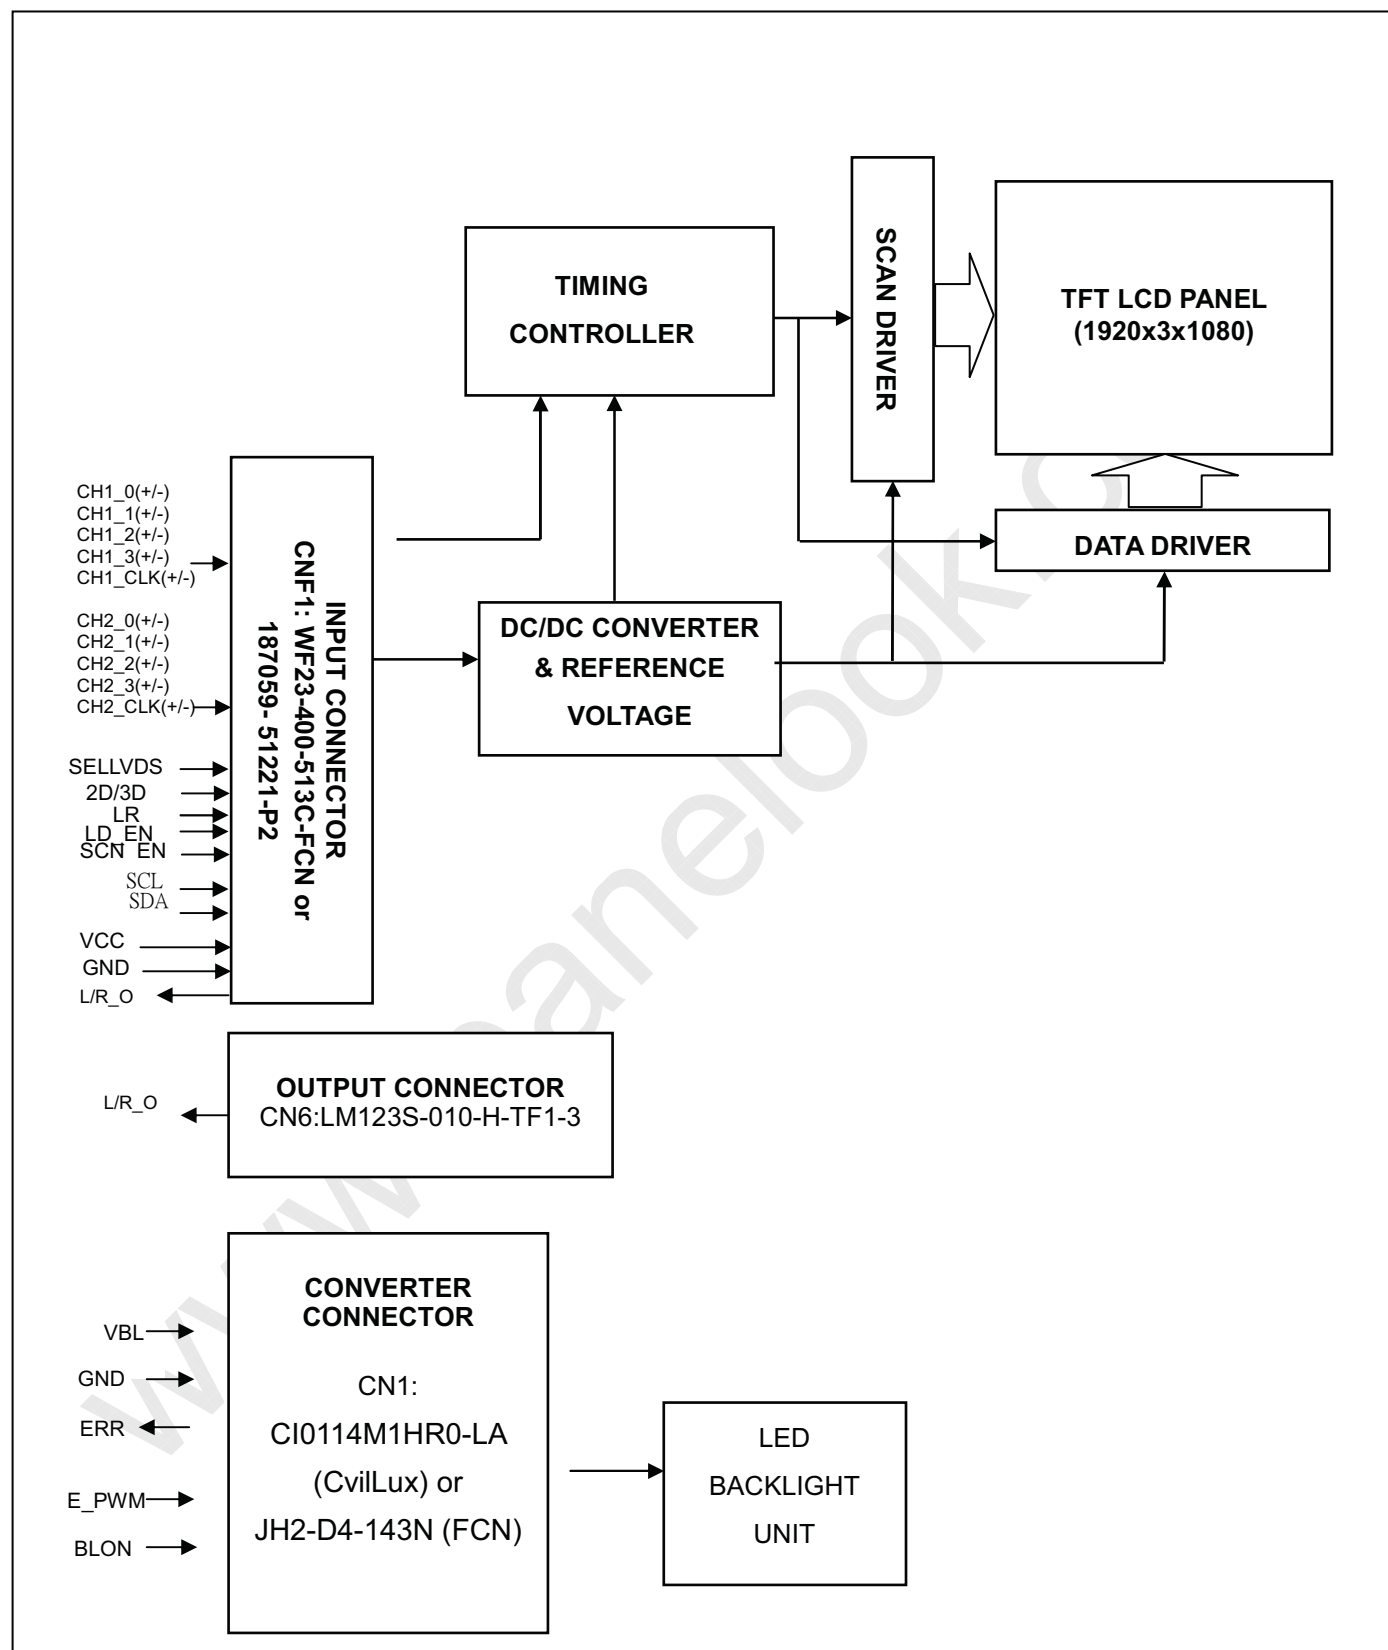 TIMING
CONTROLLER
SCAN DRIVER
TFT LCD PANEL
(1920x3x1080)
DATA DRIVER
CH1_0(+/-)
CH1_1(+/-)
CH1_2(+/-)
CH1_3(+/-)
CH1_CLK(+/-)
CH2_0(+/-)
CH2_1(+/-)
CH2_2(+/-)
CH2_3(+/-)
CH2_CLK(+/-)
SELLVDS
2D/3D
LR
LD_EN
SCN_EN
SCL
SDA
VCC
GND
L/R_O
INPUT CONNECTOR
CNF1: WF23-400-513C-FCN or
187059- 51221-P2
DC/DC CONVERTER
& REFERENCE
VOLTAGE
L/R_O
OUTPUT CONNECTOR
CN6:LM123S-010-H-TF1-3
VBL
GND
ERR
E_PWM
BLON
CONVERTER
CONNECTOR
CN1:
CI0114M1HR0-LA
(CvilLux) or
JH2-D4-143N (FCN)
LED
BACKLIGHT
UNIT